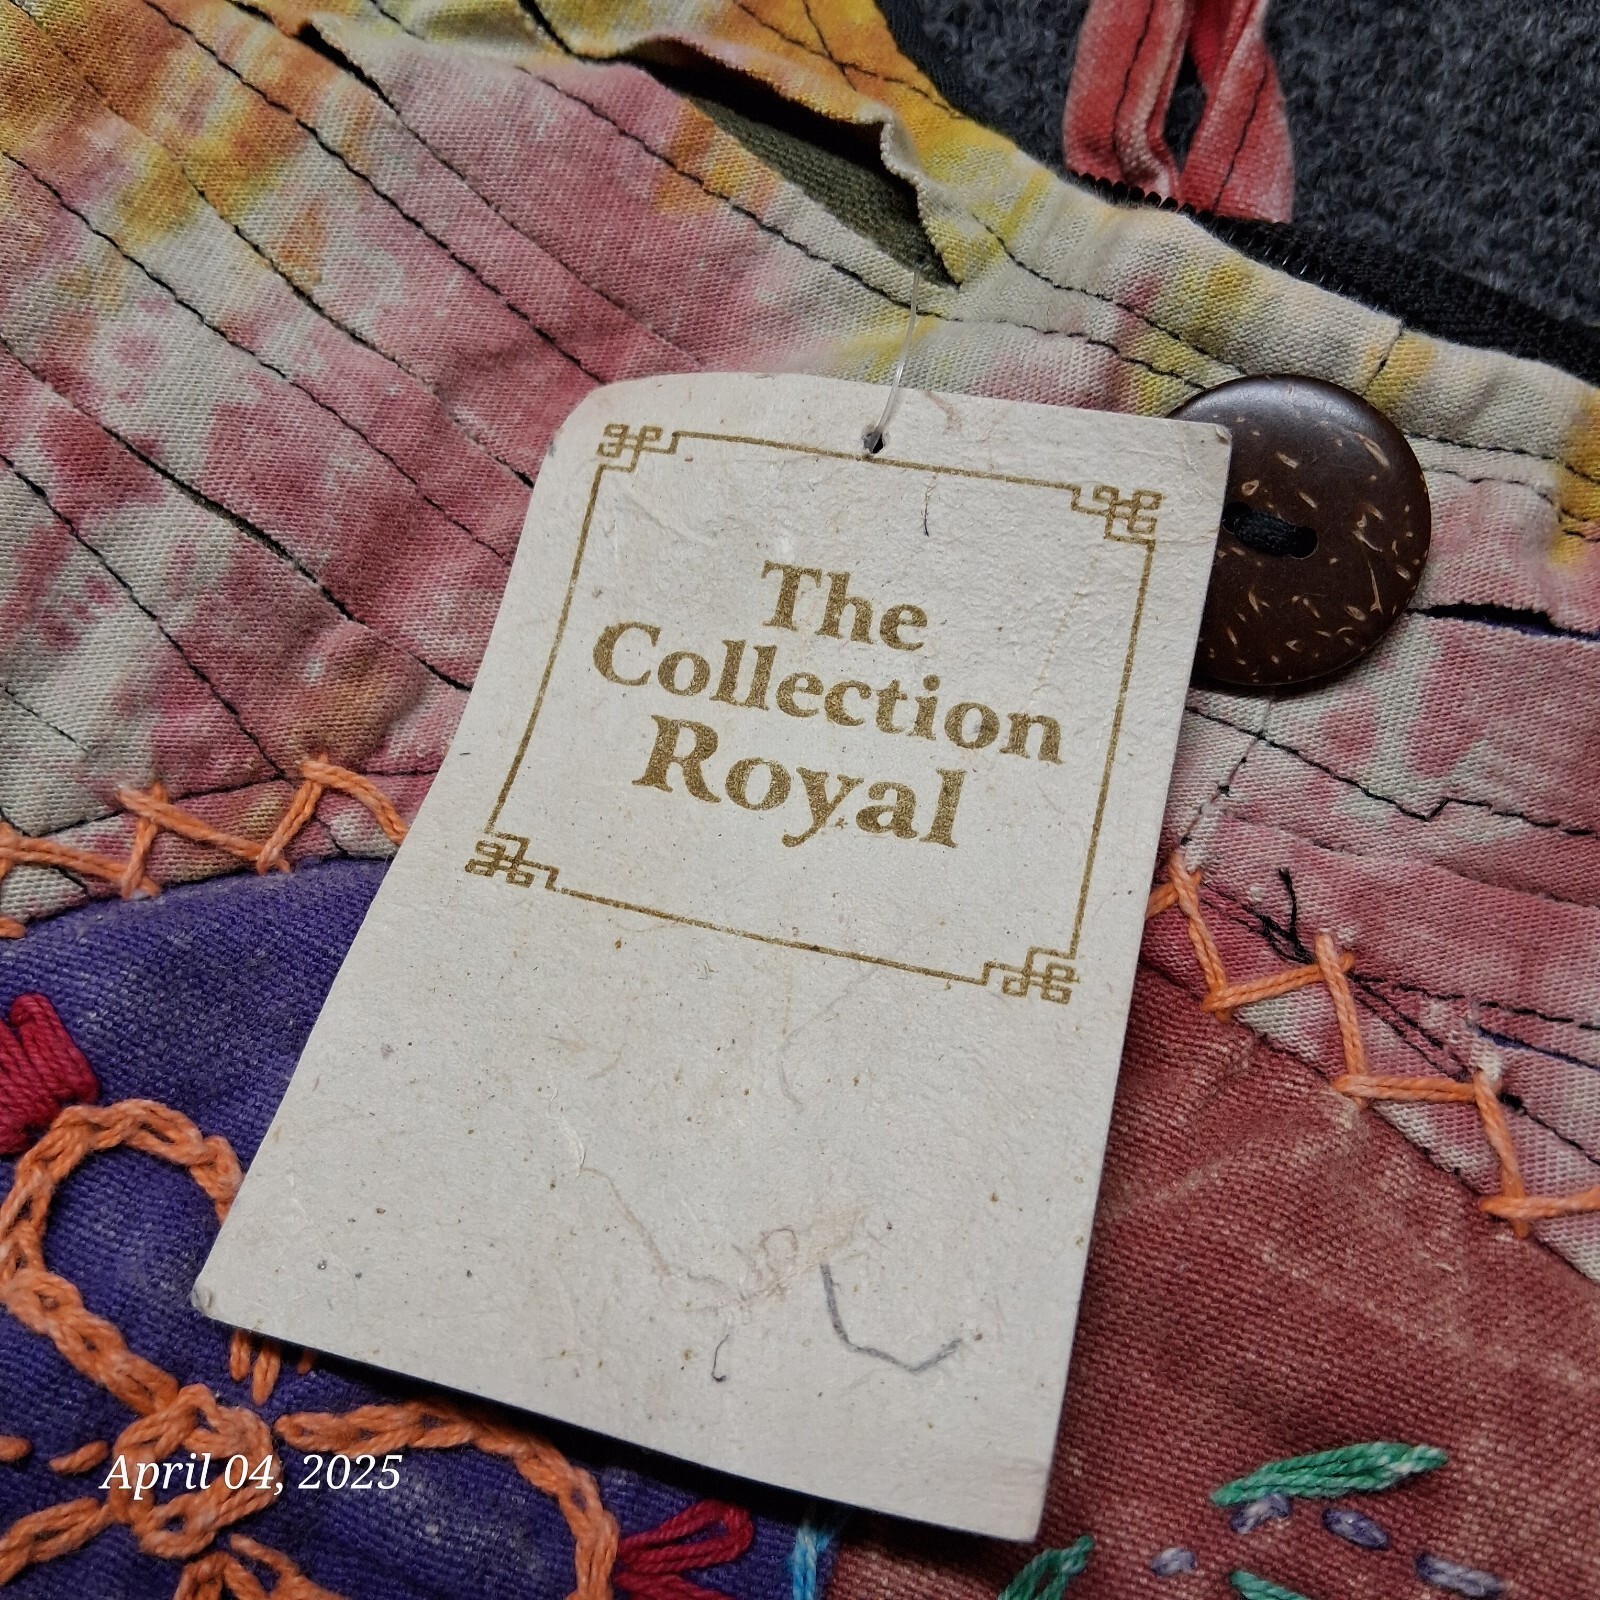 The
Collection
Royal
April 04, 2025